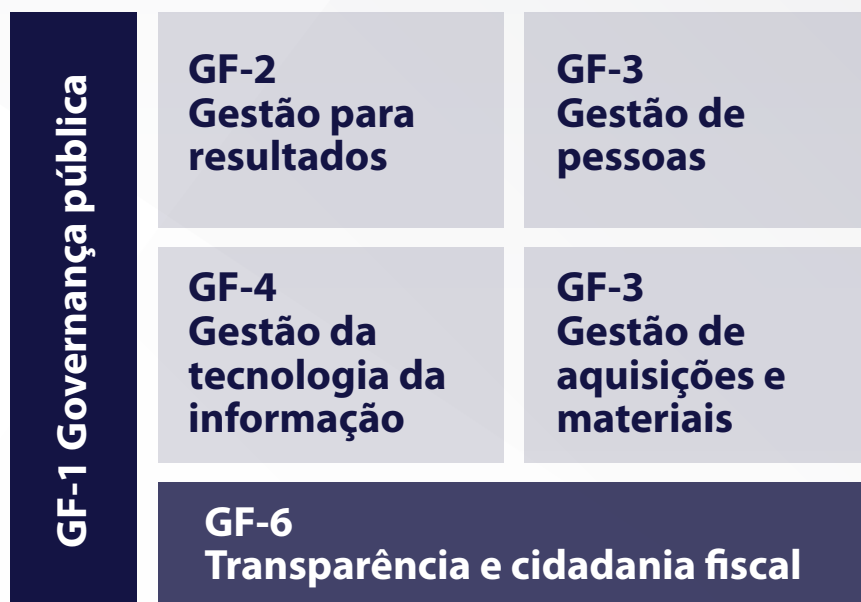 GF-1 Governança pública
GF-2
Gestão para
resultados
GF-3
Gestão de
pessoas
GF-4
Gestão da
tecnologia da
informação
GF-3
Gestão de
aquisições e
materiais
GF-6
Transparência e cidadania fiscal